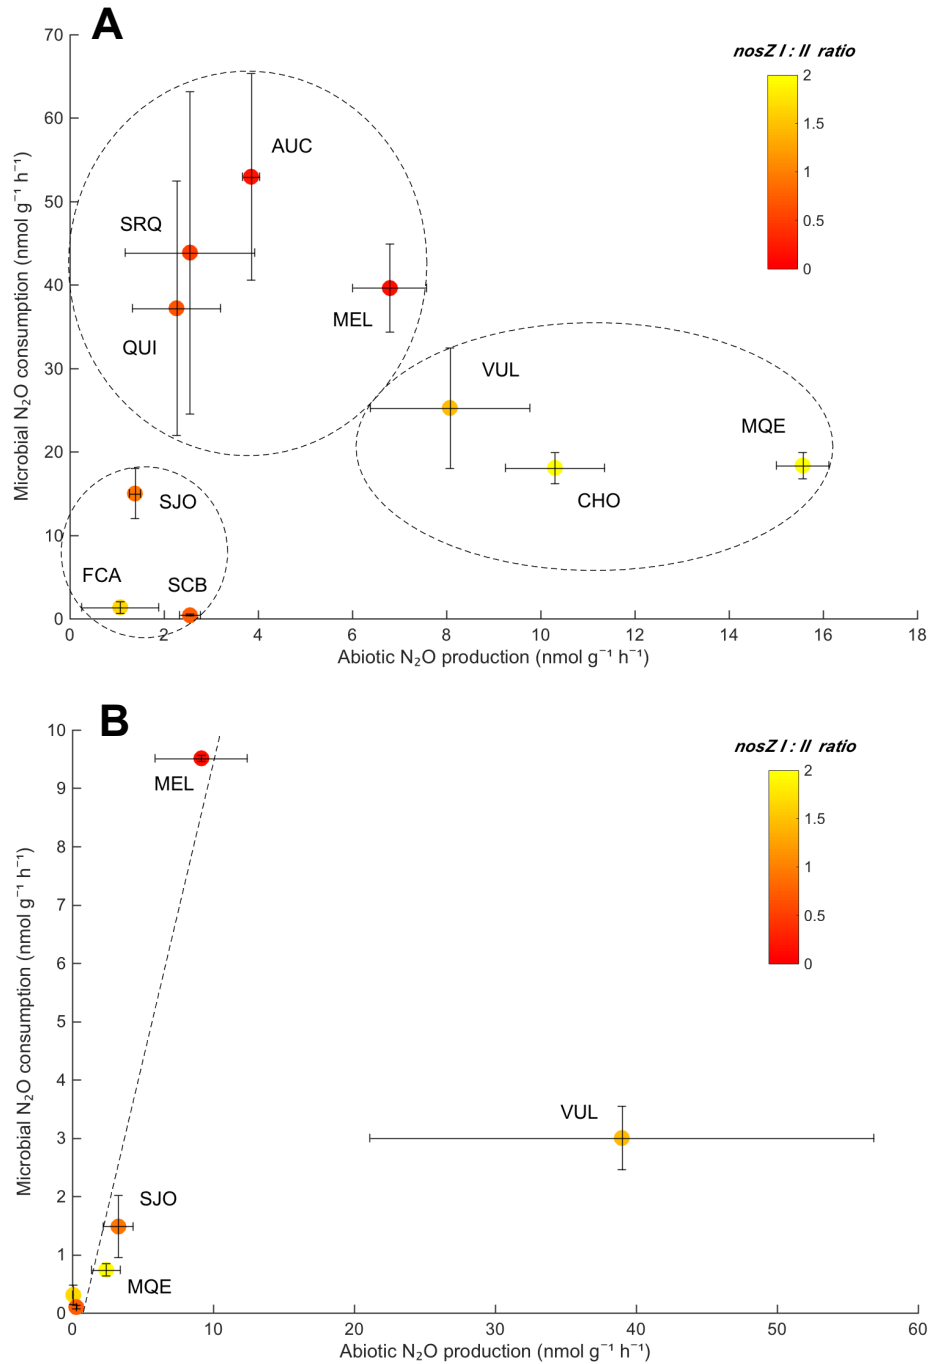 A
nosZ I : II ratio
70
60
50
40
30
20
10
0
Microbial N₂O consumption (nmol g⁻¹ h⁻¹)
2
1.5
1
0.5
0
AUC
SRQ
MEL
QUI
VUL
MQE
CHO
SJO
FCA
SCB
0 2 4 6 8 10 12 14 16 18
Abiotic N₂O production (nmol g⁻¹ h⁻¹)
B
nosZ I : II ratio
10
9
8
7
6
5
4
3
2
1
0
Microbial N₂O consumption (nmol g⁻¹ h⁻¹)
2
1.5
1
0.5
0
MEL
VUL
SJO
MQE
0 10 20 30 40 50 60
Abiotic N₂O production (nmol g⁻¹ h⁻¹)